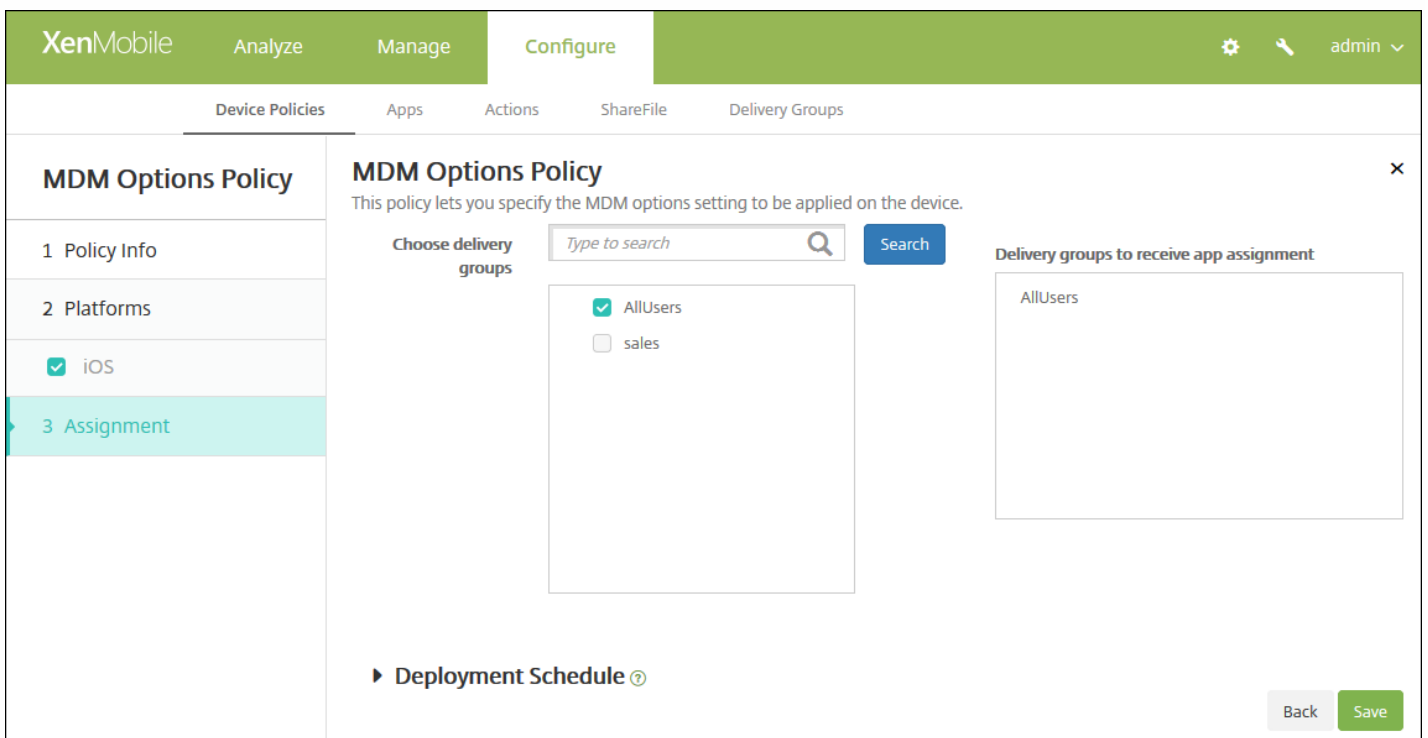 XenMobile Analyze Manage Configure admin
Device Policies Apps Actions ShareFile Delivery Groups
MDM Options Policy
1 Policy Info
2 Platforms
iOS
3 Assignment
MDM Options Policy
This policy lets you specify the MDM options setting to be applied on the device.
Choose delivery
groups
Type to search
Search
AllUsers
sales
Delivery groups to receive app assignment
AllUsers
Deployment Schedule ?
Back Save